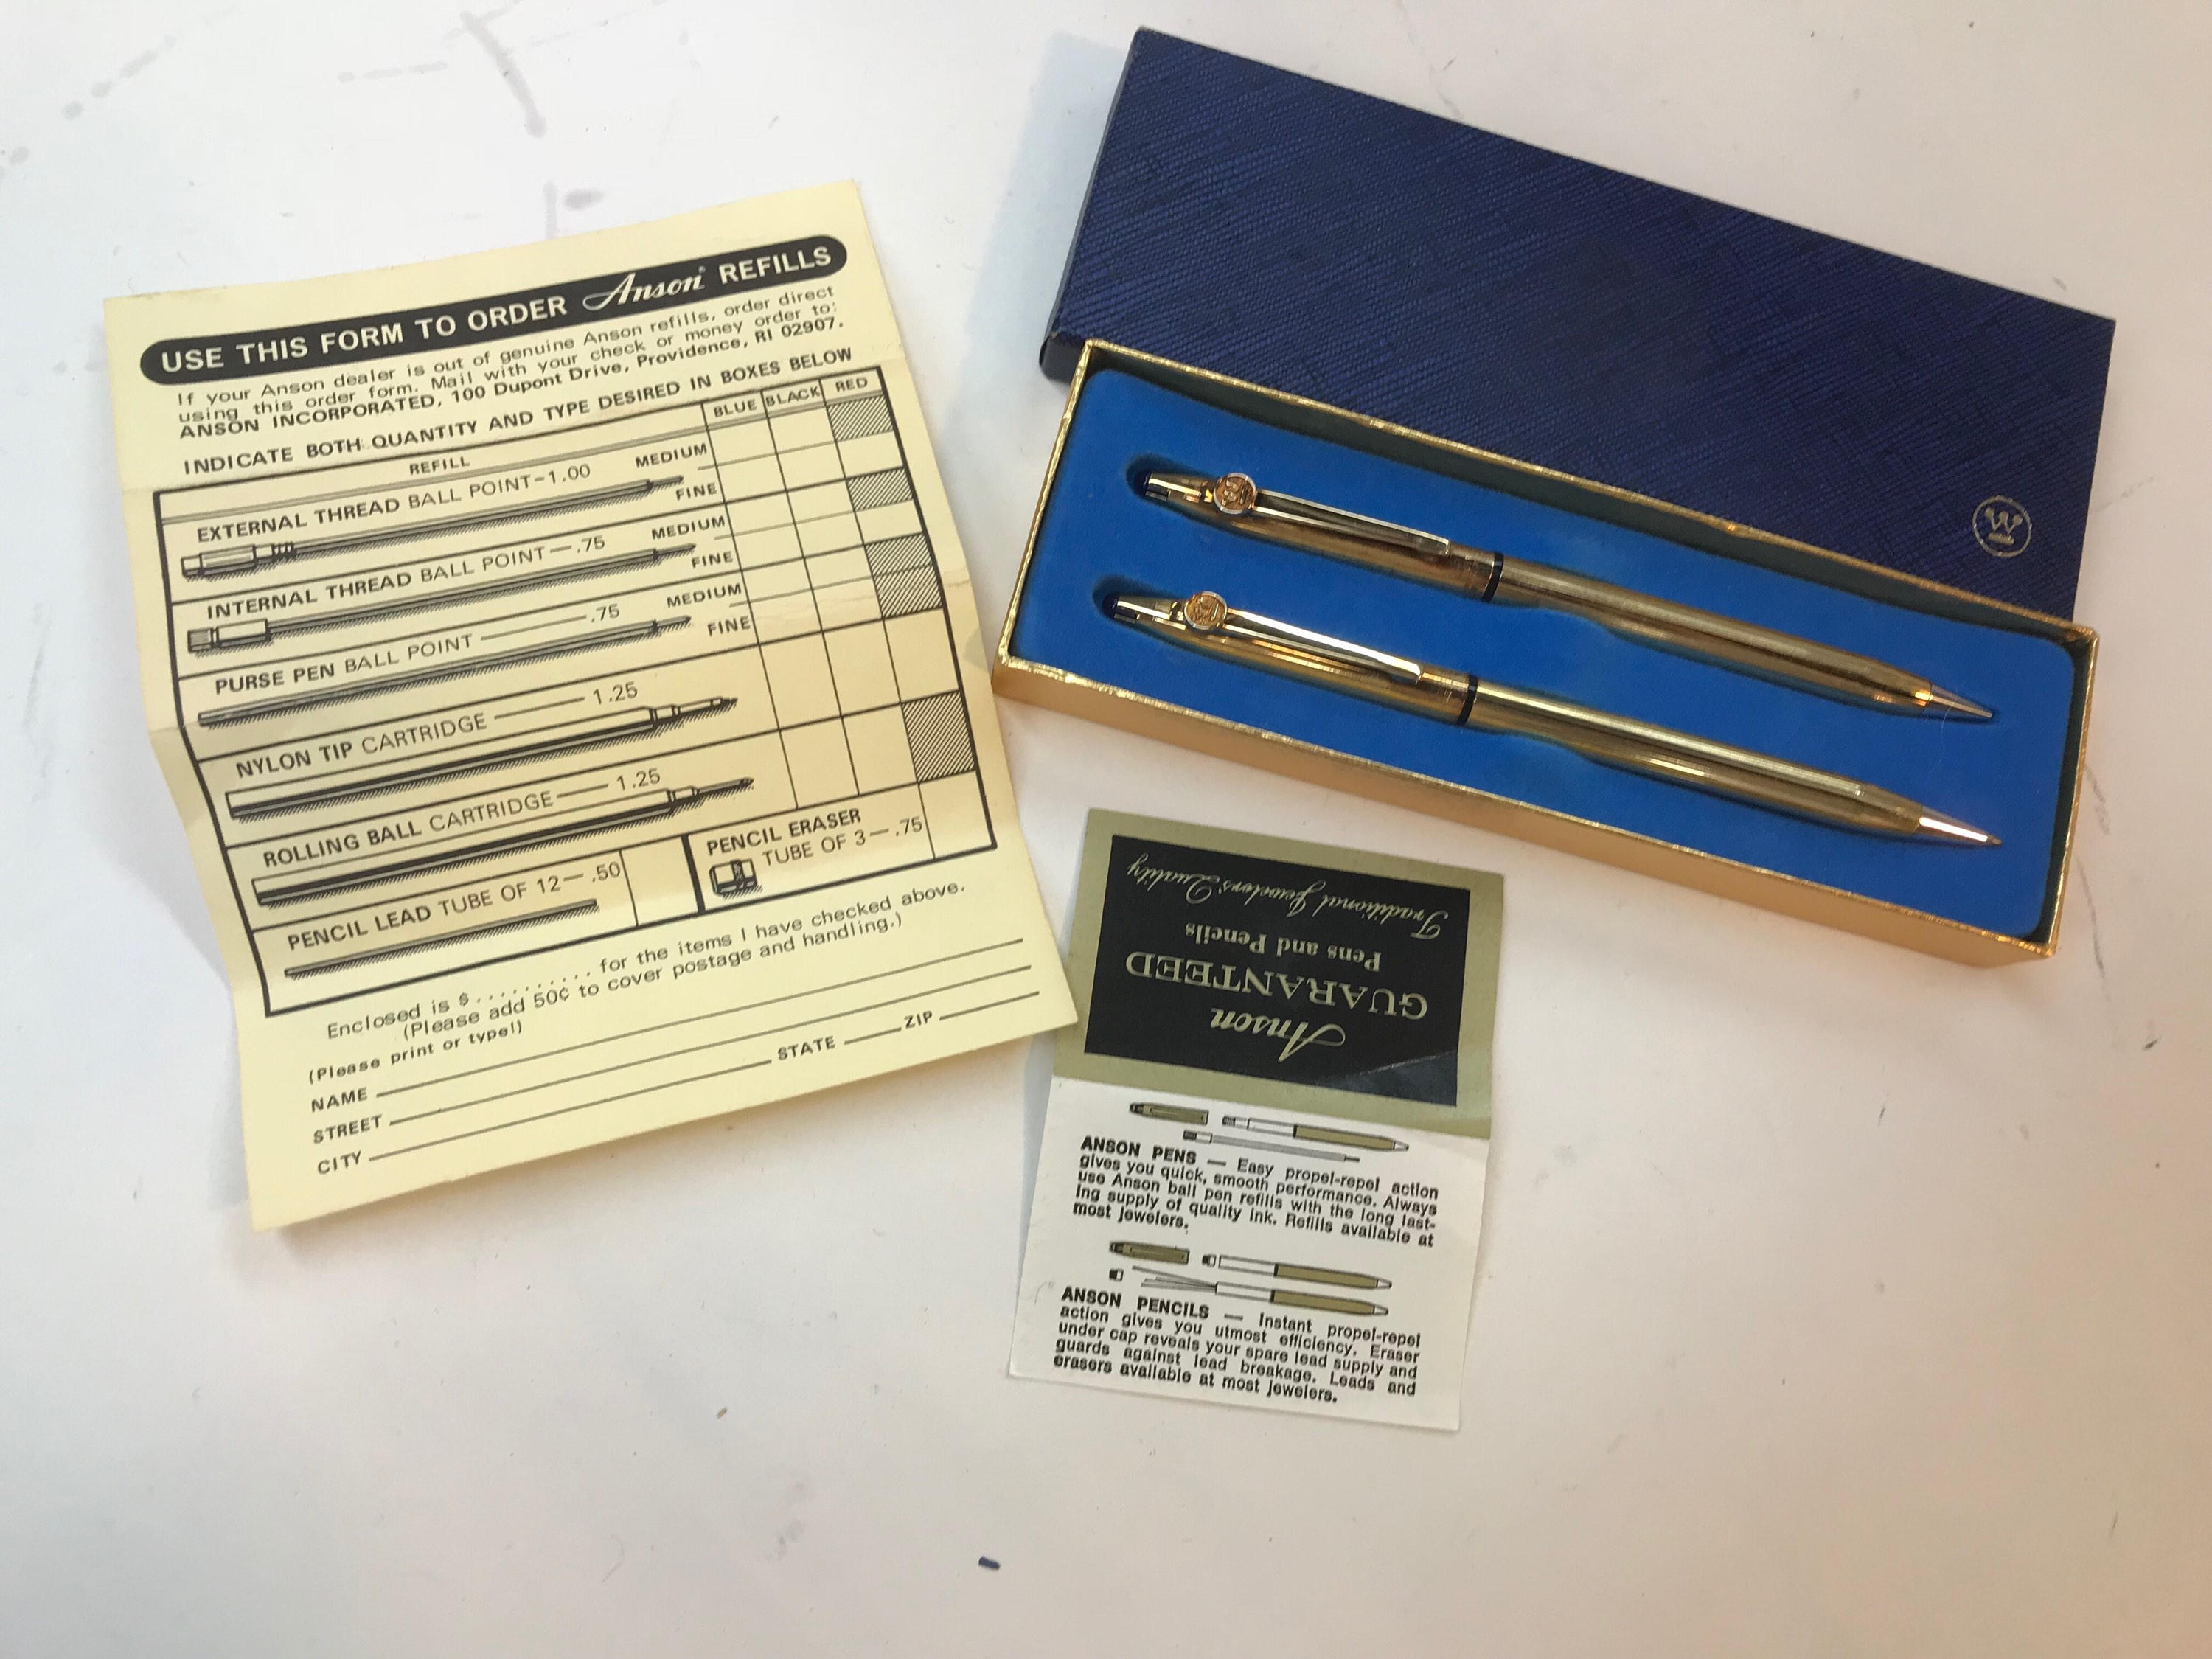 USE THIS FORM TO ORDER Anson® REFILLS
If your Anson dealer is out of genuine Anson refills, order direct
using this order form. Mail with your check or money order to:
ANSON INCORPORATED, 100 Dupont Drive, Providence, RI 02907.
INDICATE BOTH QUANTITY AND TYPE DESIRED IN BOXES BELOW
REFILL BLUE BLACK RED
EXTERNAL THREAD BALL POINT—1.00 MEDIUM
FINE
INTERNAL THREAD BALL POINT—.75 MEDIUM
FINE
PURSE PEN BALL POINT —.75 MEDIUM
FINE
NYLON TIP CARTRIDGE — 1.25
ROLLING BALL CARTRIDGE — 1.25
PENCIL LEAD TUBE OF 12—.50
PENCIL ERASER
TUBE OF 3—.75
Enclosed is $.......... for the items I have checked above.
(Please add 50¢ to cover postage and handling.)
(Please print or type!)
NAME
STREET
CITY STATE ZIP
W
Anson
GUARANTEED
Pens and Pencils
Traditional Jewelers' Quality
ANSON PENS — Easy propel-repel action
gives you quick, smooth performance. Always
use Anson ball pen refills with the long last-
ing supply of quality ink. Refills available at
most jewelers.
ANSON PENCILS — Instant propel-repel
action gives you utmost efficiency. Eraser
under cap reveals your spare lead supply and
guards against lead breakage. Leads and
erasers available at most jewelers.